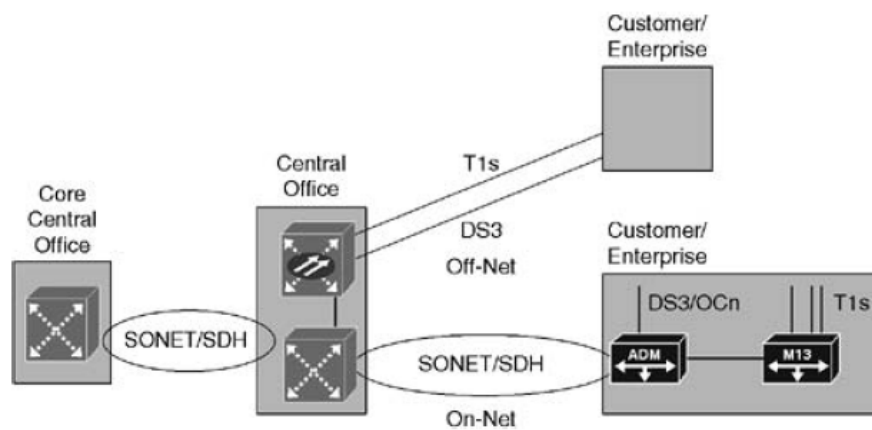 Customer/
Enterprise
T1s
Central
Office
Core
Central
Office
DS3
Off-Net
Customer/
Enterprise
DS3/OCn
T1s
SONET/SDH
SONET/SDH
ADM
M13
On-Net